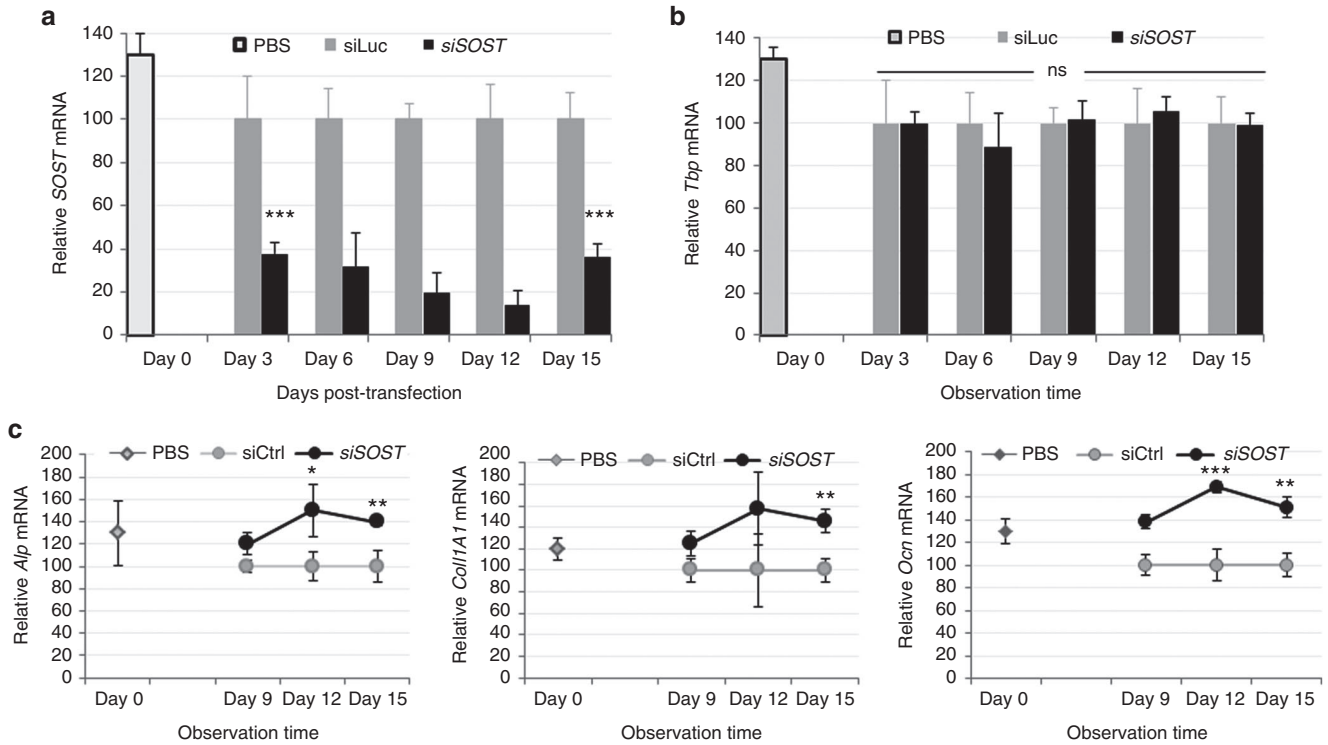 a
PBS siLuc siSOST
Relative SOST mRNA
140
120
100
80
60
40
20
0
*** ***
Day 0 Day 3 Day 6 Day 9 Day 12 Day 15
Days post-transfection
b
PBS siLuc siSOST
ns
Relative Tbp mRNA
140
120
100
80
60
40
20
0
Day 0 Day 3 Day 6 Day 9 Day 12 Day 15
Observation time
c
PBS siCtrl siSOST
Relative Alp mRNA
200
180
160
140
120
100
80
60
40
20
0
* **
Day 0 Day 9 Day 12 Day 15
Observation time
PBS siCtrl siSOST
Relative Coll1A 1 mRNA
200
180
160
140
120
100
80
60
40
20
0
**
Day 0 Day 9 Day 12 Day 15
Observation time
PBS siCtrl siSOST
Relative Ocn mRNA
200
180
160
140
120
100
80
60
40
20
0
*** **
Day 0 Day 9 Day 12 Day 15
Observation time